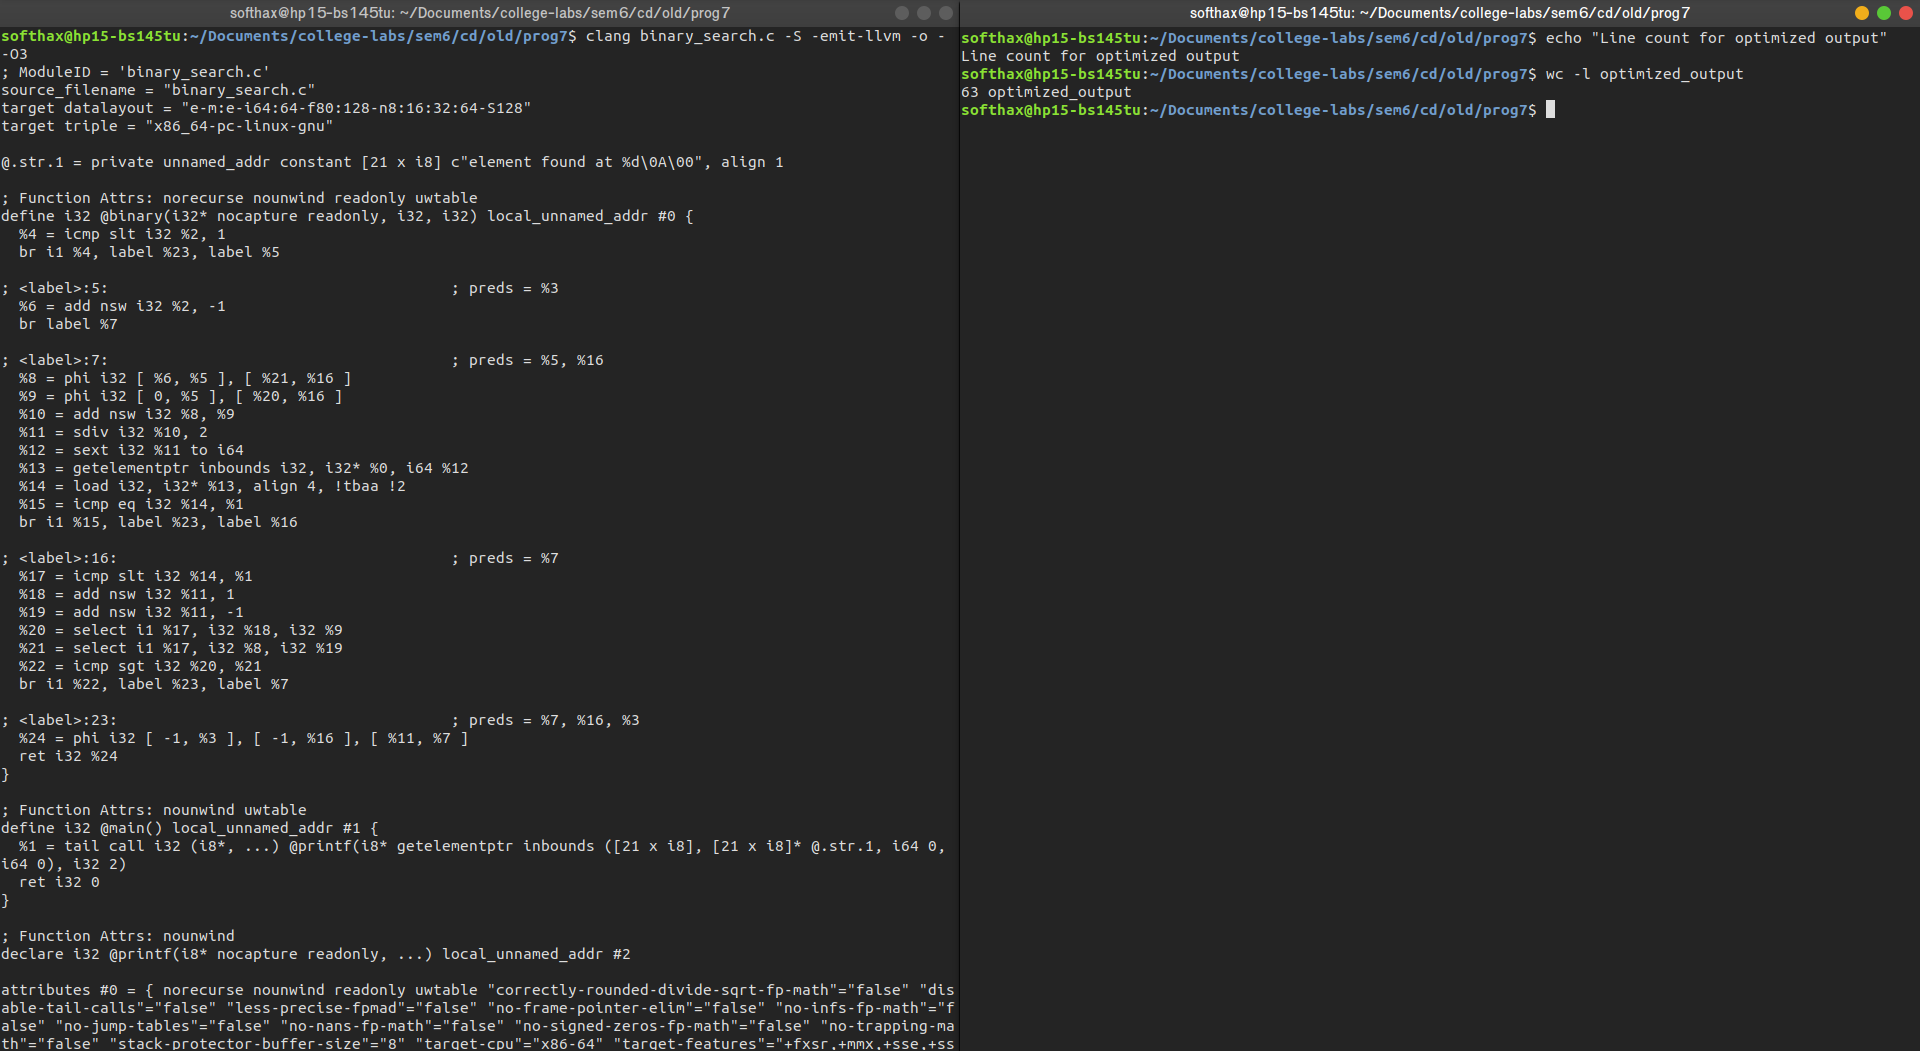 softhax@hp15-bs145tu: ~/Documents/college-labs/sem6/cd/old/prog7
softhax@hp15-bs145tu:~/Documents/college-labs/sem6/cd/old/prog7$ clang binary_search.c -S -emit-llvm -o -
-O3
; ModuleID = 'binary_search.c'
source_filename = "binary_search.c"
target datalayout = "e-m:e-i64:64-f80:128-n8:16:32:64-S128"
target triple = "x86_64-pc-linux-gnu"

@.str.1 = private unnamed_addr constant [21 x i8] c"element found at %d\0A\00", align 1

; Function Attrs: norecurse nounwind readonly uwtable
define i32 @binary(i32* nocapture readonly, i32, i32) local_unnamed_addr #0 {
  %4 = icmp slt i32 %2, 1
  br i1 %4, label %23, label %5

; <label>:5:                                      ; preds = %3
  %6 = add nsw i32 %2, -1
  br label %7

; <label>:7:                                      ; preds = %5, %16
  %8 = phi i32 [ %6, %5 ], [ %21, %16 ]
  %9 = phi i32 [ 0, %5 ], [ %20, %16 ]
  %10 = add nsw i32 %8, %9
  %11 = sdiv i32 %10, 2
  %12 = sext i32 %11 to i64
  %13 = getelementptr inbounds i32, i32* %0, i64 %12
  %14 = load i32, i32* %13, align 4, !tbaa !2
  %15 = icmp eq i32 %14, %1
  br i1 %15, label %23, label %16

; <label>:16:                                     ; preds = %7
  %17 = icmp slt i32 %14, %1
  %18 = add nsw i32 %11, 1
  %19 = add nsw i32 %11, -1
  %20 = select i1 %17, i32 %18, i32 %9
  %21 = select i1 %17, i32 %8, i32 %19
  %22 = icmp sgt i32 %20, %21
  br i1 %22, label %23, label %7

; <label>:23:                                     ; preds = %7, %16, %3
  %24 = phi i32 [ -1, %3 ], [ -1, %16 ], [ %11, %7 ]
  ret i32 %24
}

; Function Attrs: nounwind uwtable
define i32 @main() local_unnamed_addr #1 {
  %1 = tail call i32 (i8*, ...) @printf(i8* getelementptr inbounds ([21 x i8], [21 x i8]* @.str.1, i64 0,
i64 0), i32 2)
  ret i32 0
}

; Function Attrs: nounwind
declare i32 @printf(i8* nocapture readonly, ...) local_unnamed_addr #2

attributes #0 = { norecurse nounwind readonly uwtable "correctly-rounded-divide-sqrt-fp-math"="false" "dis
able-tail-calls"="false" "less-precise-fpmad"="false" "no-frame-pointer-elim"="false" "no-infs-fp-math"="f
alse" "no-jump-tables"="false" "no-nans-fp-math"="false" "no-signed-zeros-fp-math"="false" "no-trapping-ma
th"="false" "stack-protector-buffer-size"="8" "target-cpu"="x86-64" "target-features"="+fxsr,+mmx,+sse,+ss
softhax@hp15-bs145tu: ~/Documents/college-labs/sem6/cd/old/prog7
softhax@hp15-bs145tu:~/Documents/college-labs/sem6/cd/old/prog7$ echo "Line count for optimized output"
Line count for optimized output
softhax@hp15-bs145tu:~/Documents/college-labs/sem6/cd/old/prog7$ wc -l optimized_output
63 optimized_output
softhax@hp15-bs145tu:~/Documents/college-labs/sem6/cd/old/prog7$